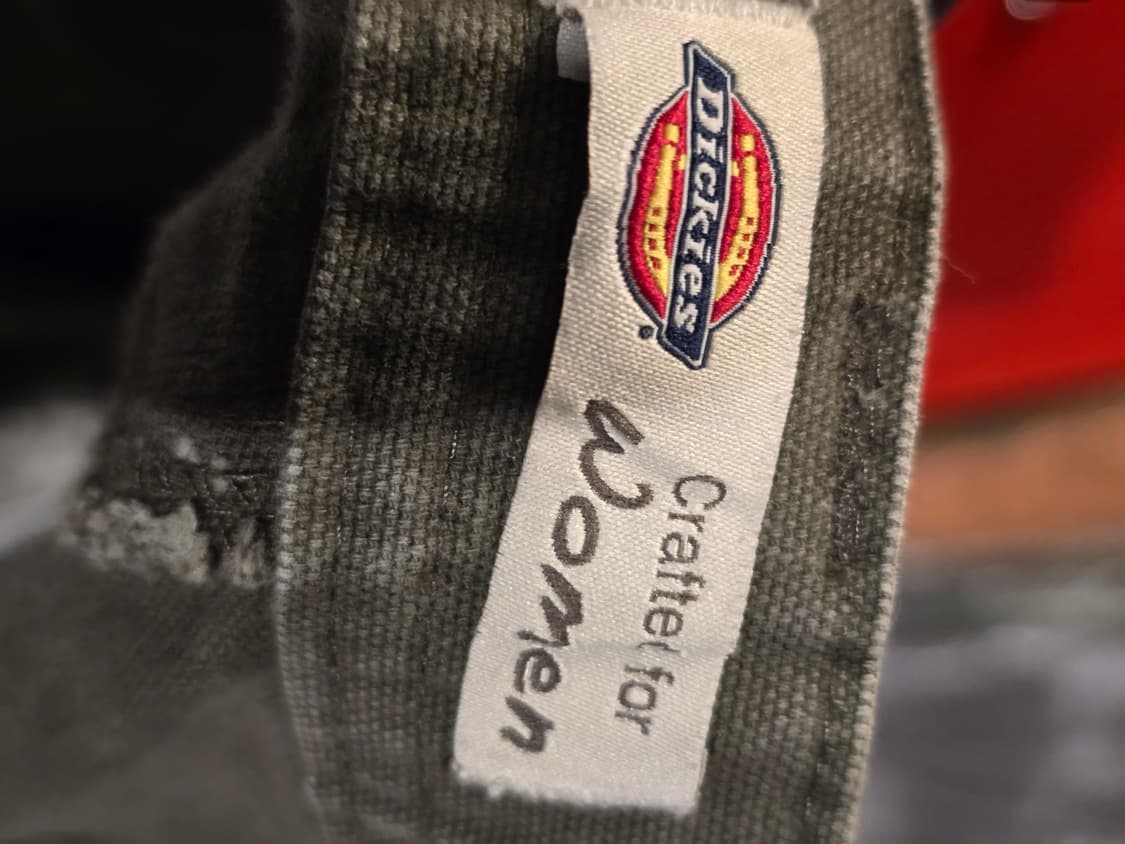 Dickies
®
Crafted for
Women